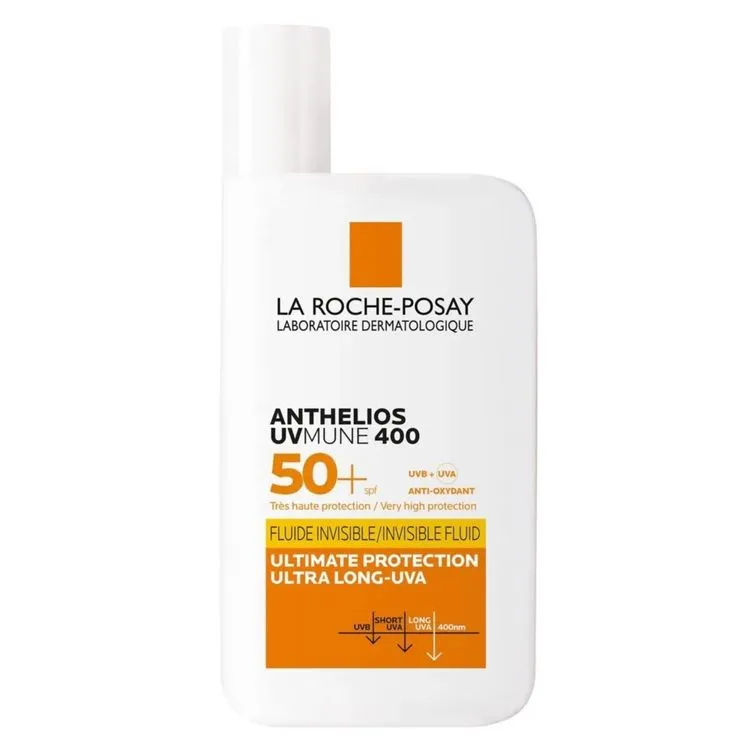 LA ROCHE-POSAY
LABORATOIRE DERMATOLOGIQUE
ANTHELIOS
UVMUNE 400
50+ spf
UVB + UVA
ANTI-OXYDANT
Très haute protection / Very high protection
FLUIDE INVISIBLE/INVISIBLE FLUID
ULTIMATE PROTECTION
ULTRA LONG-UVA
UVB SHORT UVA LONG UVA 400nm